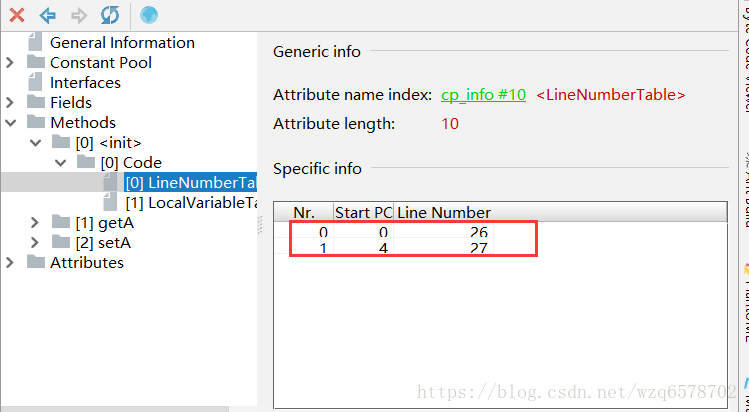 General Information
Constant Pool
Interfaces
Fields
Methods
[0] <init>
[0] Code
[0] LineNumberTal
[1] LocalVariableTa
[1] getA
[2] setA
Attributes
Generic info
Attribute name index: cp_info #10 <LineNumberTable>
Attribute length: 10
Specific info
Nr. Start PC Line Number
0 0 26
1 4 27
https://blog.csdn.net/wzq6578702